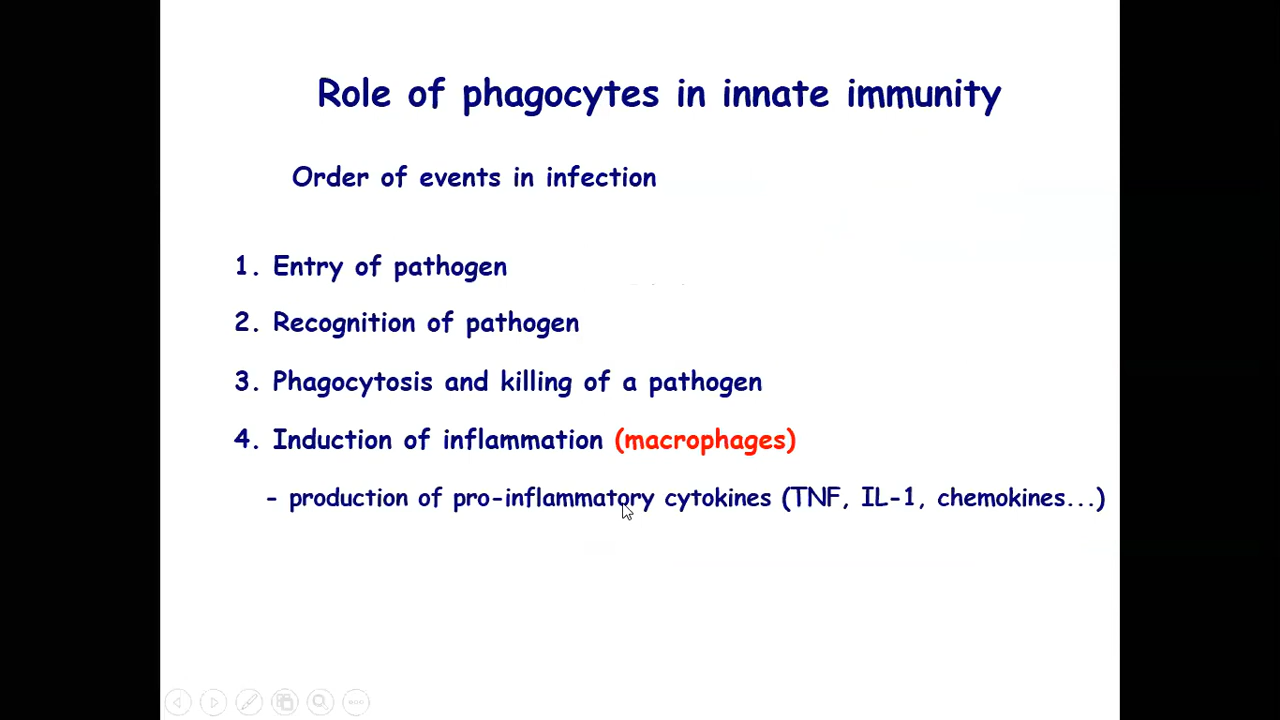 Role of phagocytes in innate immunity
Order of events in infection
1. Entry of pathogen
2. Recognition of pathogen
3. Phagocytosis and killing of a pathogen
4. Induction of inflammation (macrophages)
- production of pro-inflammatory cytokines (TNF, IL-1, chemokines...)